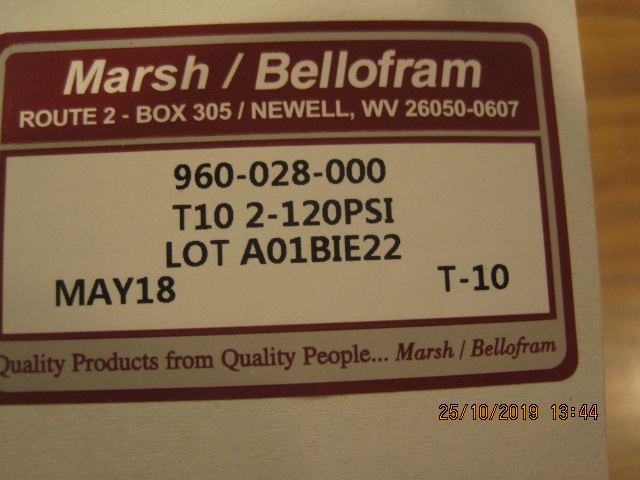 Marsh / Bellofram
ROUTE 2 - BOX 305 / NEWELL, WV 26050-0607
960-028-000
T10 2-120PSI
LOT A01BIE22
MAY18 T-10
Quality Products from Quality People... Marsh / Bellofram
25/10/2019 13:44